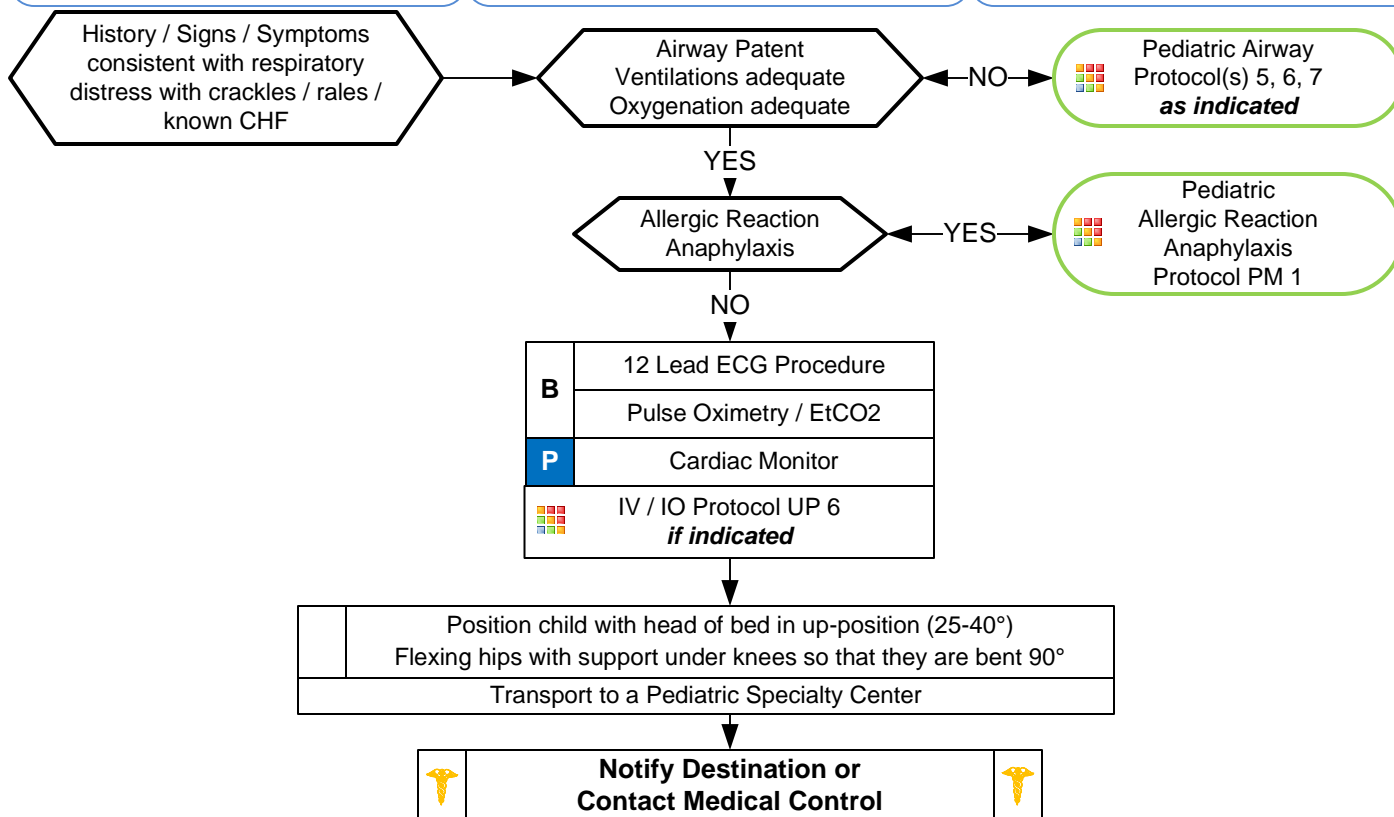 History / Signs / Symptoms
consistent with respiratory
distress with crackles / rales /
known CHF
Airway Patent
Ventilations adequate
Oxygenation adequate
NO
Pediatric Airway
Protocol(s) 5, 6, 7
as indicated
YES
Allergic Reaction
Anaphylaxis
YES
Pediatric
Allergic Reaction
Anaphylaxis
Protocol PM 1
NO
B
12 Lead ECG Procedure
Pulse Oximetry / EtCO2
P
Cardiac Monitor
IV / IO Protocol UP 6
if indicated
Position child with head of bed in up-position (25-40°)
Flexing hips with support under knees so that they are bent 90°
Transport to a Pediatric Specialty Center
Notify Destination or
Contact Medical Control